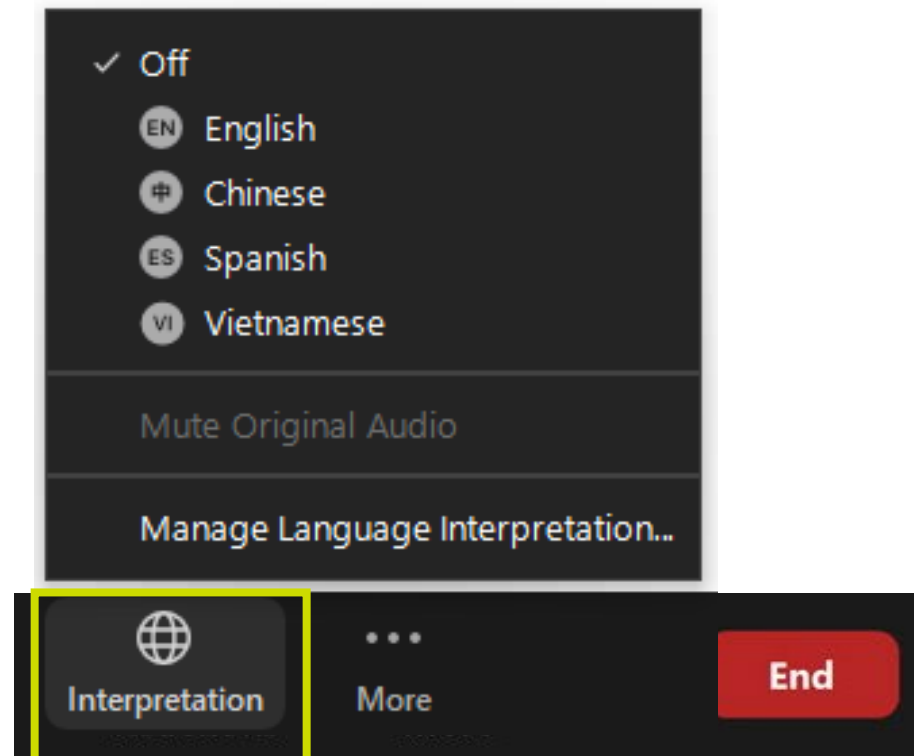 Off
EN English
中 Chinese
ES Spanish
VI Vietnamese
Mute Original Audio
Manage Language Interpretation...
Interpretation
More
End